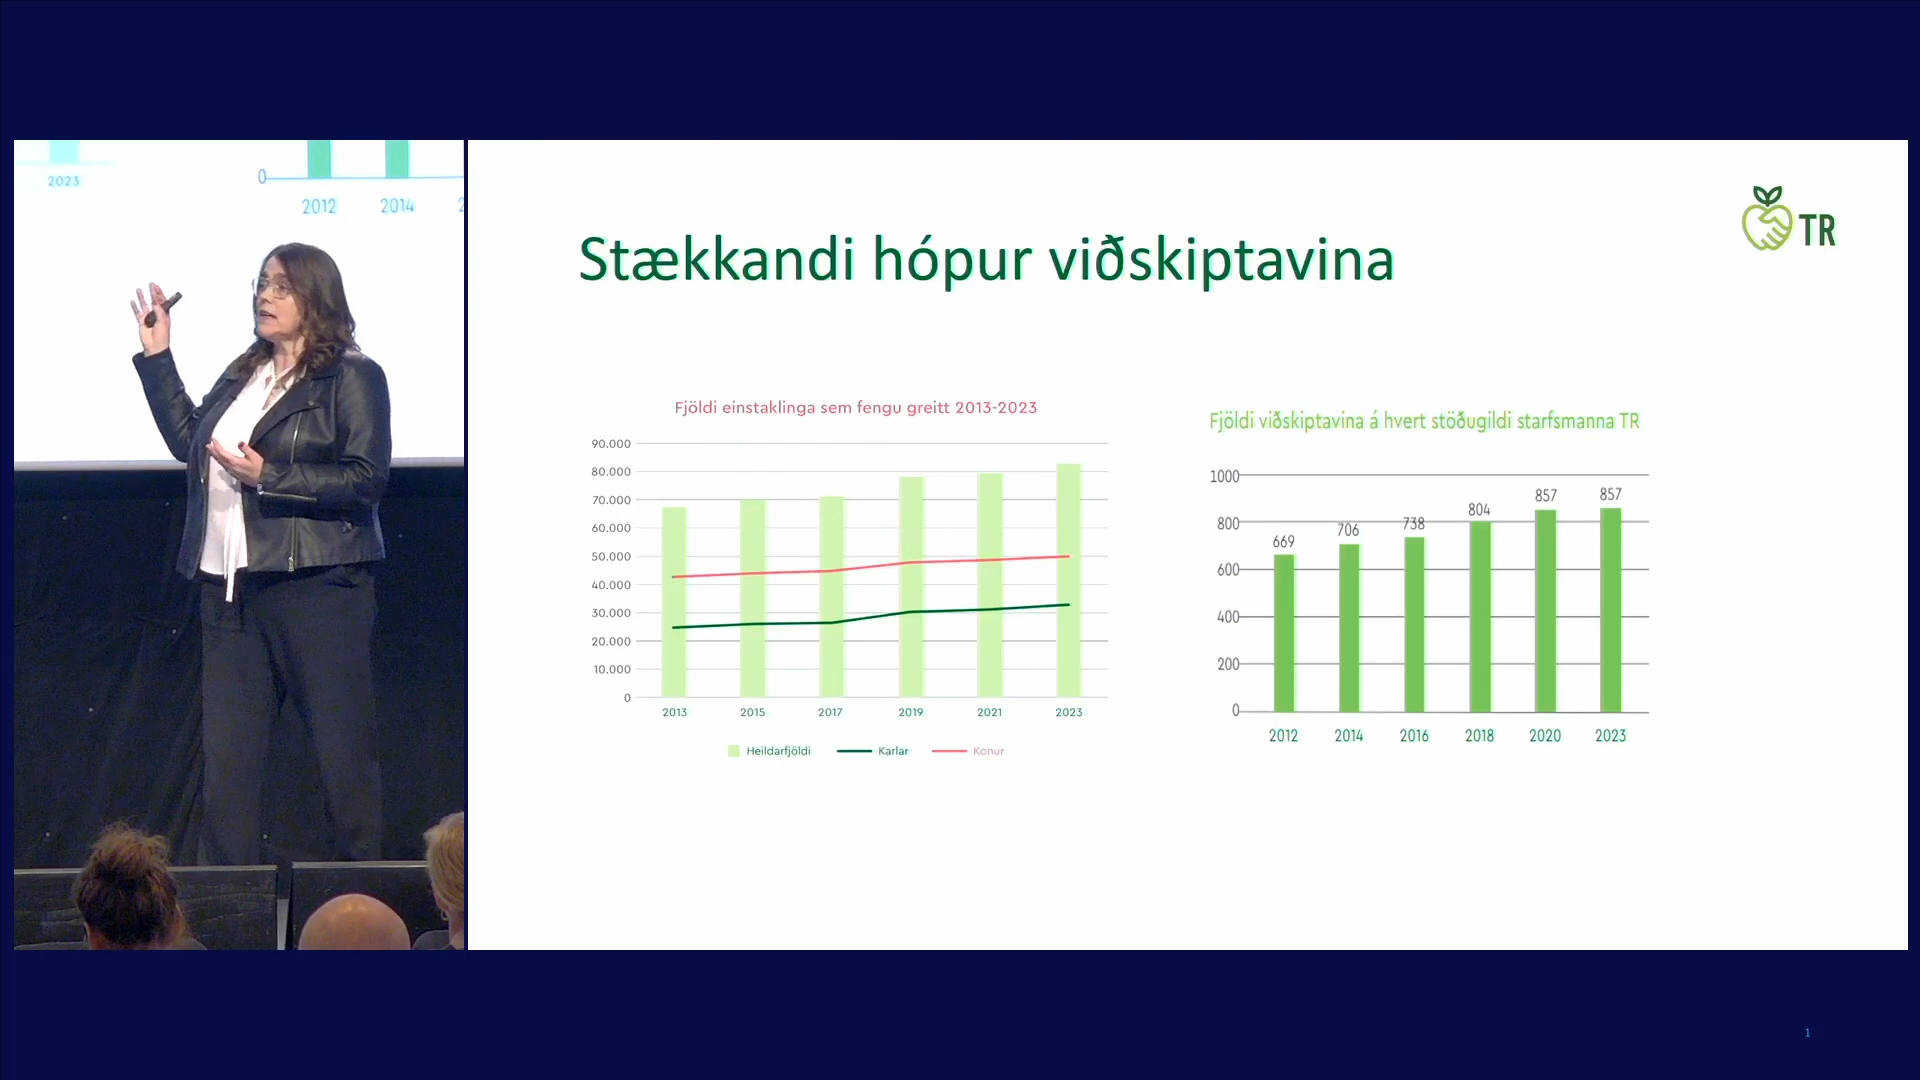 2023
0
2012
2014
2
Stækkandi hópur viðskiptavina
TR
Fjöldi einstaklinga sem fengu greitt 2013-2023
90.000
80.000
70.000
60.000
50.000
40.000
30.000
20.000
10.000
0
2013 2015 2017 2019 2021 2023
Heildarfjöldi Karlar Konur
Fjöldi viðskiptavina á hvert stöðugildi starfsmanna TR
1000
800
600
400
200
0
669 706 738 804 857 857
2012 2014 2016 2018 2020 2023
1